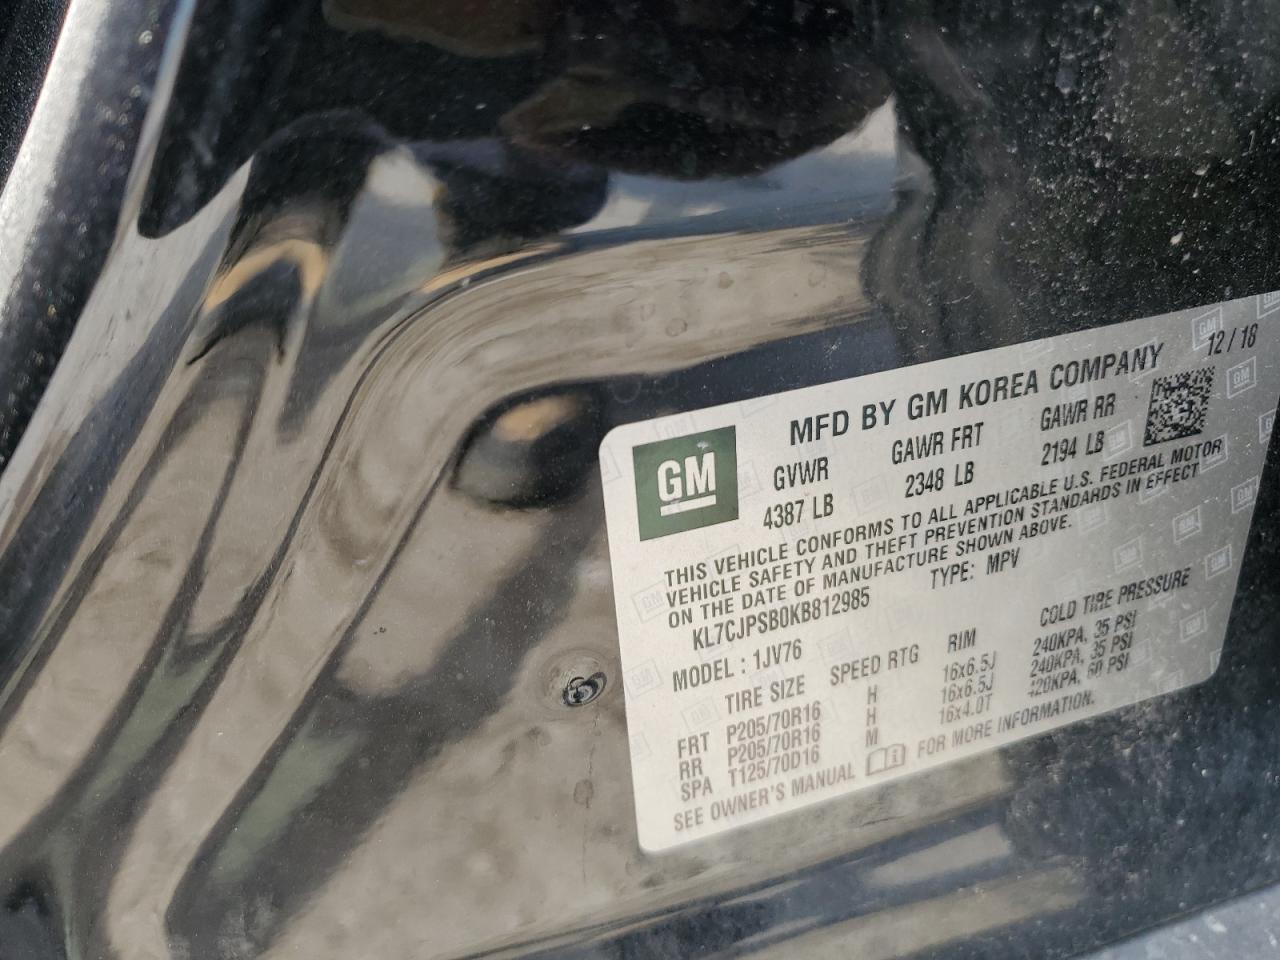 12 / 18
MFD BY GM KOREA COMPANY
GM
GVWR GAWR FRT GAWR RR
4387 LB 2348 LB 2194 LB
THIS VEHICLE CONFORMS TO ALL APPLICABLE U.S. FEDERAL MOTOR
VEHICLE SAFETY AND THEFT PREVENTION STANDARDS IN EFFECT
ON THE DATE OF MANUFACTURE SHOWN ABOVE.
KL7CJPSB0KB812985 TYPE: MPV
MODEL : 1JV76
TIRE SIZE SPEED RTG RIM COLD TIRE PRESSURE
FRT P205/70R16 H 16x6.5J 240KPA, 35 PSI
RR P205/70R16 H 16x6.5J 240KPA, 35 PSI
SPA T125/70D16 M 16x4.0T 420KPA, 60 PSI
SEE OWNER'S MANUAL FOR MORE INFORMATION.